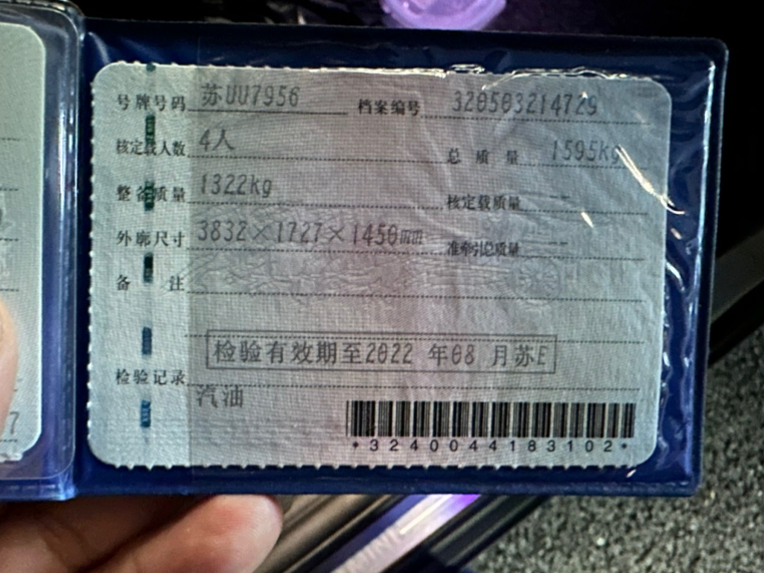 号牌号码 苏UU7956 档案编号 320503214729
核定载人数 4人 总质量 1595kg
整备质量 1322kg 核定载质量 --
外廓尺寸 3832×1727×1450mm 准牵引总质量 --
备注
检验有效期至2022 年08 月苏E
检验记录
汽油
*3240044183102*